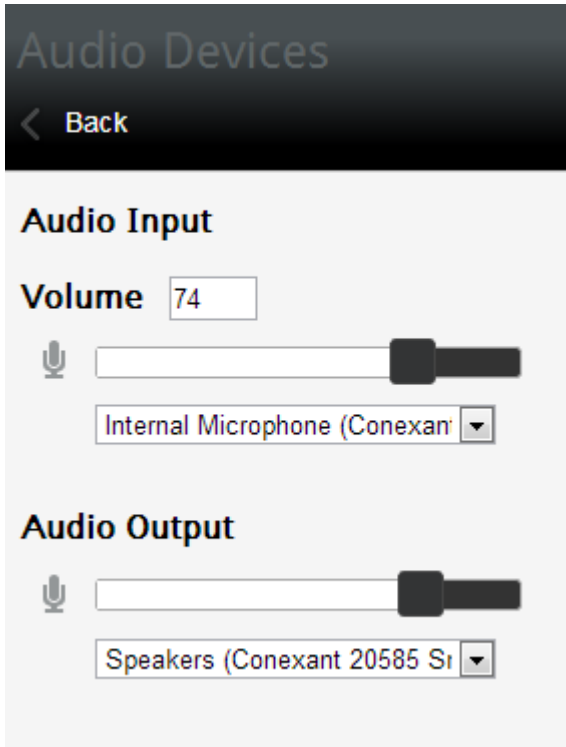 Audio Devices
Back
Audio Input
Volume 74
Internal Microphone (Conexant
Audio Output
Speakers (Conexant 20585 Sr